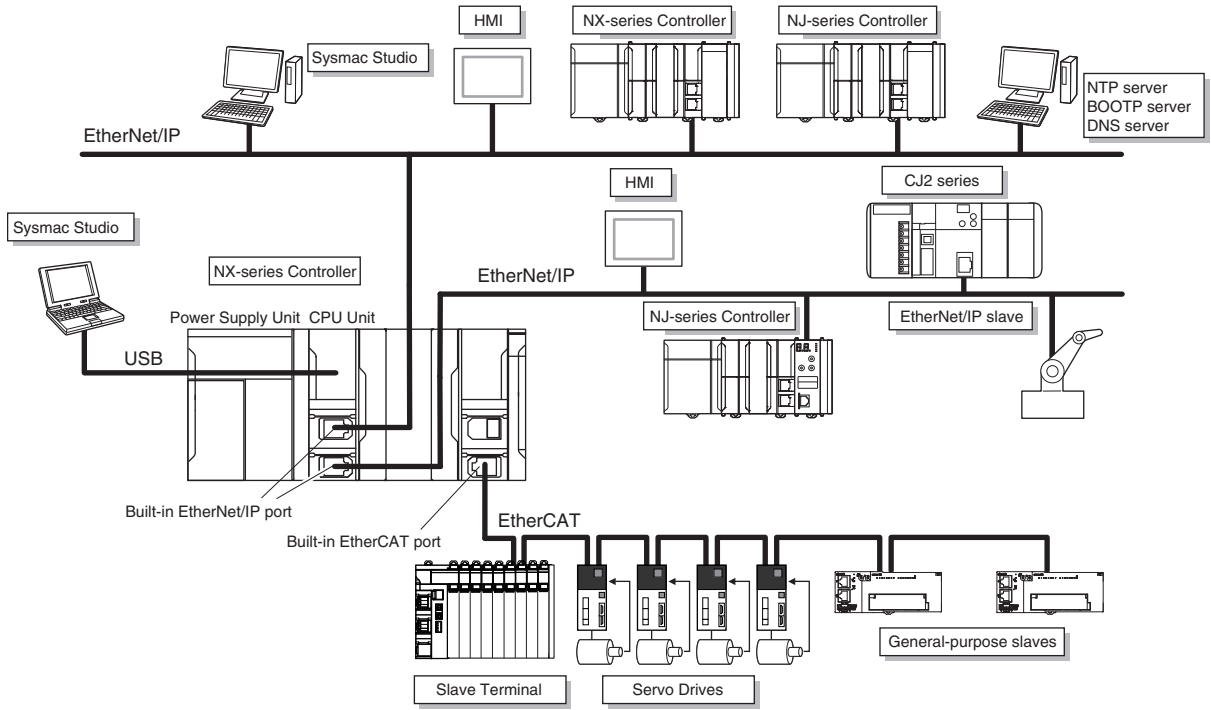 HMI
NX-series Controller
NJ-series Controller
Sysmac Studio
NTP server
BOOTP server
DNS server
EtherNet/IP
HMI
CJ2 series
Sysmac Studio
NX-series Controller
EtherNet/IP
Power Supply Unit CPU Unit
NJ-series Controller
EtherNet/IP slave
USB
Built-in EtherNet/IP port
Built-in EtherCAT port
EtherCAT
General-purpose slaves
Slave Terminal
Servo Drives